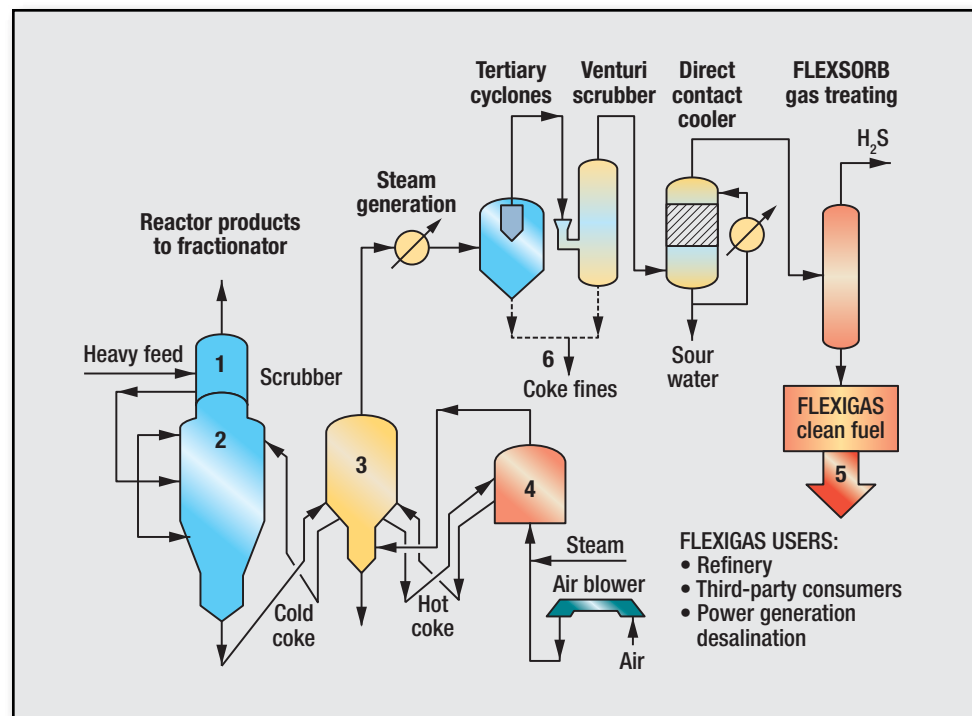 Tertiary
cyclones
Venturi
scrubber
Direct
contact
cooler
FLEXSORB
gas treating
H₂S
Steam
generation
Reactor products
to fractionator
Heavy feed
1
Scrubber
2
3
4
6
Coke fines
Sour
water
FLEXIGAS
clean fuel
5
Steam
Air blower
Air
Cold
coke
Hot
coke
FLEXIGAS USERS:
• Refinery
• Third-party consumers
• Power generation
desalination